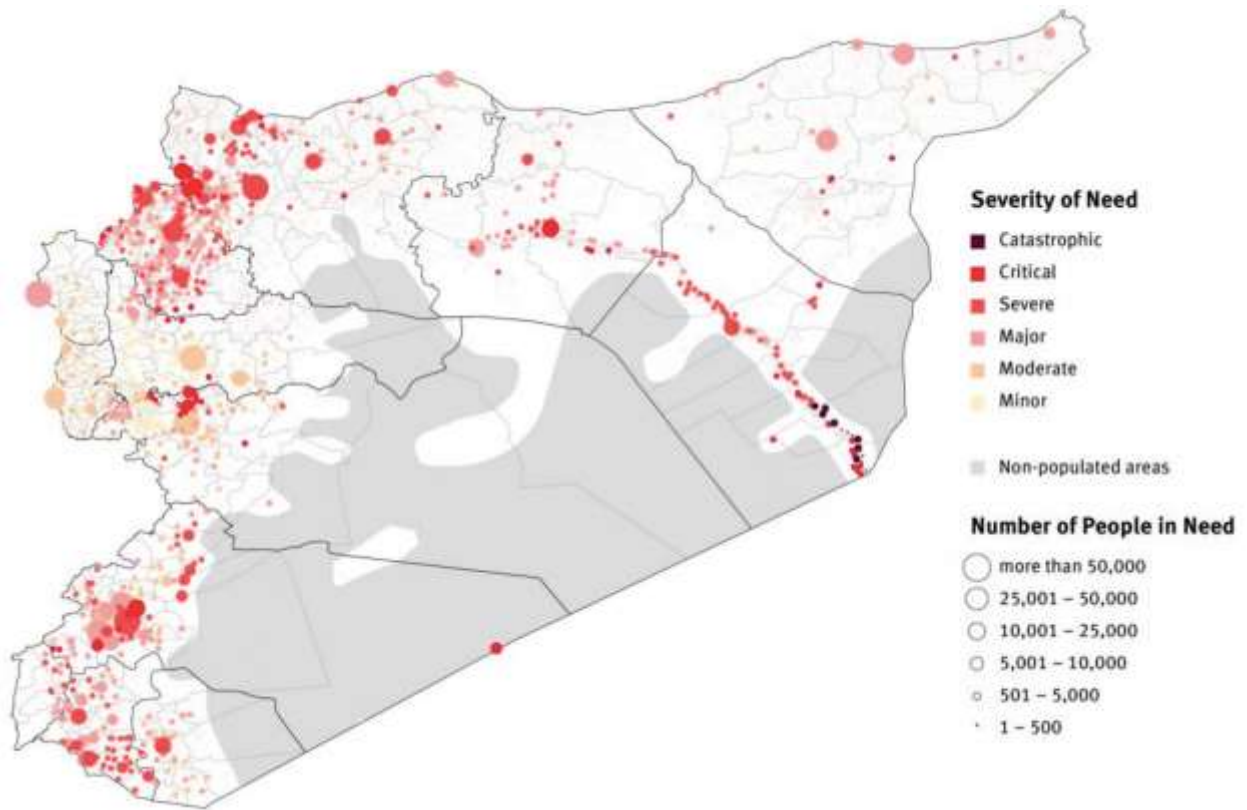 Severity of Need
Catastrophic
Critical
Severe
Major
Moderate
Minor
Non-populated areas
Number of People in Need
more than 50,000
25,001 – 50,000
10,001 – 25,000
5,001 – 10,000
501 – 5,000
1 – 500